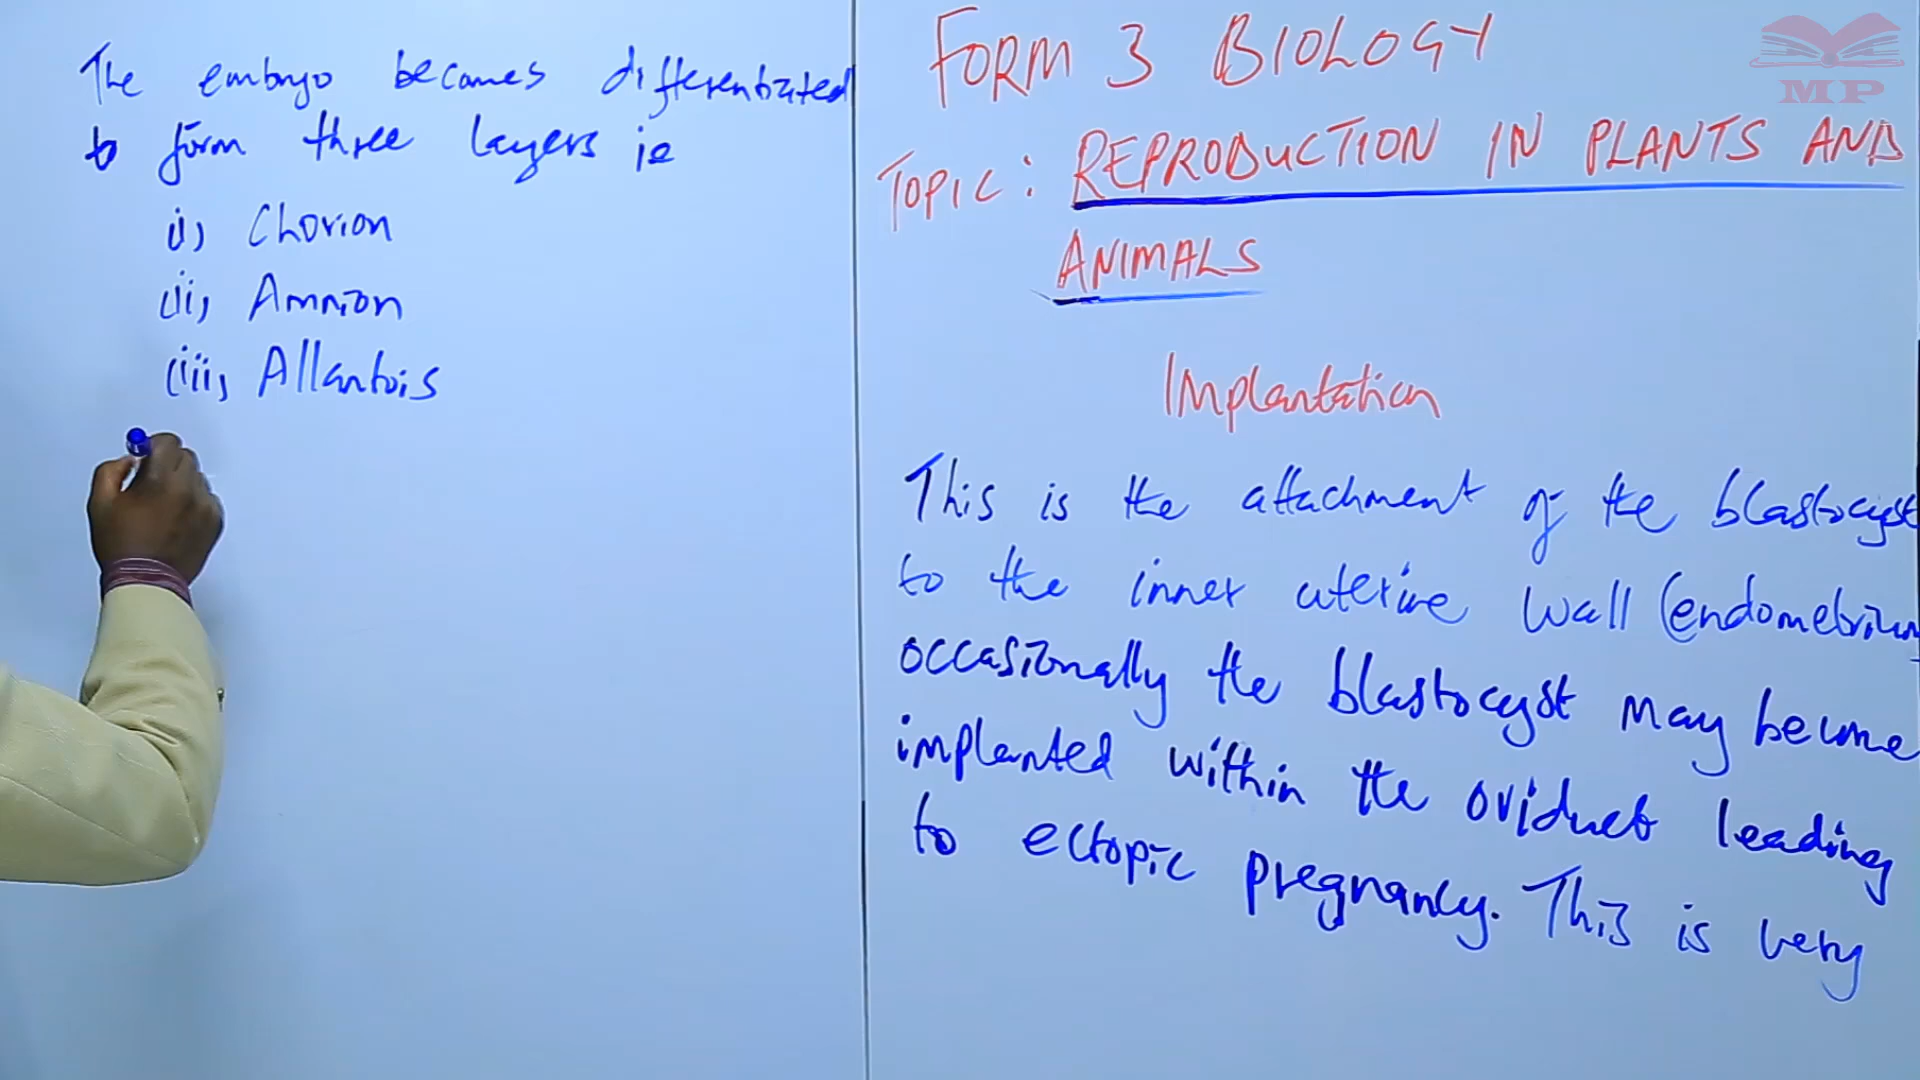 The embryo becomes differentiated
to form three layers ie
(i) Chorion
(ii) Amnion
(iii) Allantois
FORM 3 BIOLOGY
TOPIC: REPRODUCTION IN PLANTS AND
ANIMALS
Implantation
This is the attachment of the blastocyst
to the inner uterine wall (endometrium
occasionally the blastocyst may become
implanted within the oviduct leading
to ectopic pregnancy. This is very
MP